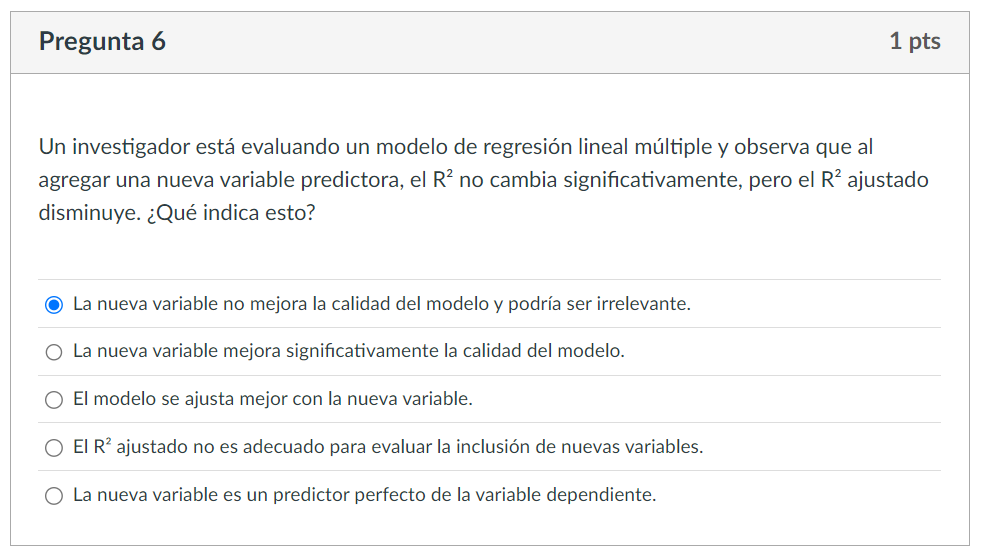 Pregunta 6
1 pts
Un investigador está evaluando un modelo de regresión lineal múltiple y observa que al
agregar una nueva variable predictora, el R² no cambia significativamente, pero el R² ajustado
disminuye. ¿Qué indica esto?
La nueva variable no mejora la calidad del modelo y podría ser irrelevante.
La nueva variable mejora significativamente la calidad del modelo.
El modelo se ajusta mejor con la nueva variable.
El R² ajustado no es adecuado para evaluar la inclusión de nuevas variables.
La nueva variable es un predictor perfecto de la variable dependiente.